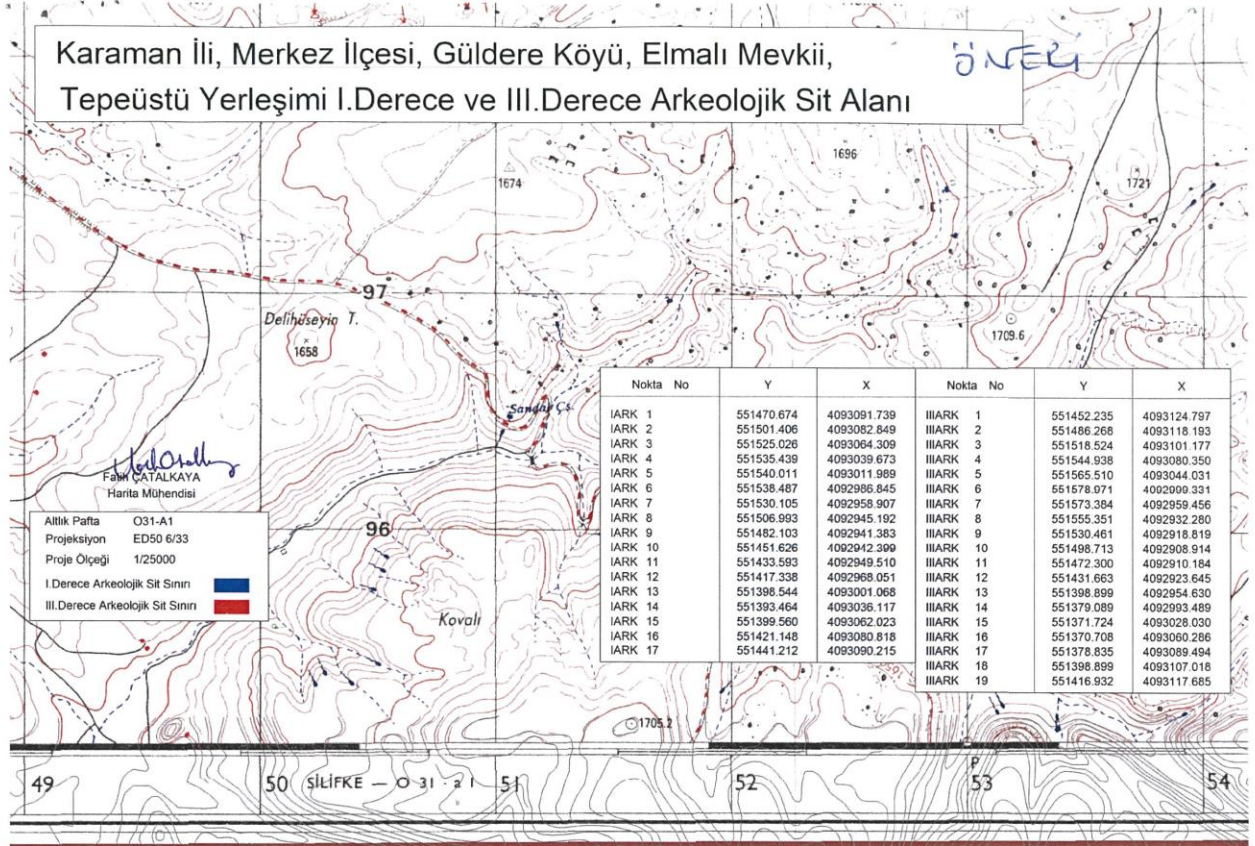 Karaman İli, Merkez İlçesi, Güldere Köyü, Elmalı Mevkii,
Tepeüstü Yerleşimi I.Derece ve III.Derece Arkeolojik Sit Alanı
ÖNERİ
1696
1674
1721
97
Delihüseyin T.
1658
1709.6
Sandal Çs.
Nokta No Y X Nokta No Y X
IARK 1 551470.674 4093091.739 IIIARK 1 551452.235 4093124.797
IARK 2 551501.406 4093082.849 IIIARK 2 551486.268 4093118.193
IARK 3 551525.026 4093064.309 IIIARK 3 551518.524 4093101.177
IARK 4 551535.439 4093039.673 IIIARK 4 551544.938 4093080.350
IARK 5 551540.011 4093011.989 IIIARK 5 551565.510 4093044.031
IARK 6 551538.487 4092986.845 IIIARK 6 551578.971 4092999.331
IARK 7 551530.105 4092958.907 IIIARK 7 551573.384 4092959.456
IARK 8 551506.993 4092945.192 IIIARK 8 551555.351 4092932.280
IARK 9 551482.103 4092941.383 IIIARK 9 551530.461 4092918.819
IARK 10 551451.626 4092942.399 IIIARK 10 551498.713 4092908.914
IARK 11 551433.593 4092949.510 IIIARK 11 551472.300 4092910.184
IARK 12 551417.338 4092968.051 IIIARK 12 551431.663 4092923.645
IARK 13 551398.544 4093001.068 IIIARK 13 551398.899 4092954.630
IARK 14 551393.464 4093036.117 IIIARK 14 551379.089 4092993.489
IARK 15 551399.560 4093062.023 IIIARK 15 551371.724 4093028.030
IARK 16 551421.148 4093080.818 IIIARK 16 551370.708 4093060.286
IARK 17 551441.212 4093090.215 IIIARK 17 551378.835 4093089.494
IIIARK 18 551398.899 4093107.018
IIIARK 19 551416.932 4093117.685
Fatih ÇATALKAYA
Harita Mühendisi
Altlık Pafta O31-A1
Projeksiyon ED50 6/33
Proje Ölçeği 1/25000
I.Derece Arkeolojik Sit Sınırı
III.Derece Arkeolojik Sit Sınırı
96
Kovalı
1705.2
P
49 50 SİLİFKE — O 31 - a 1 51 52 53 54